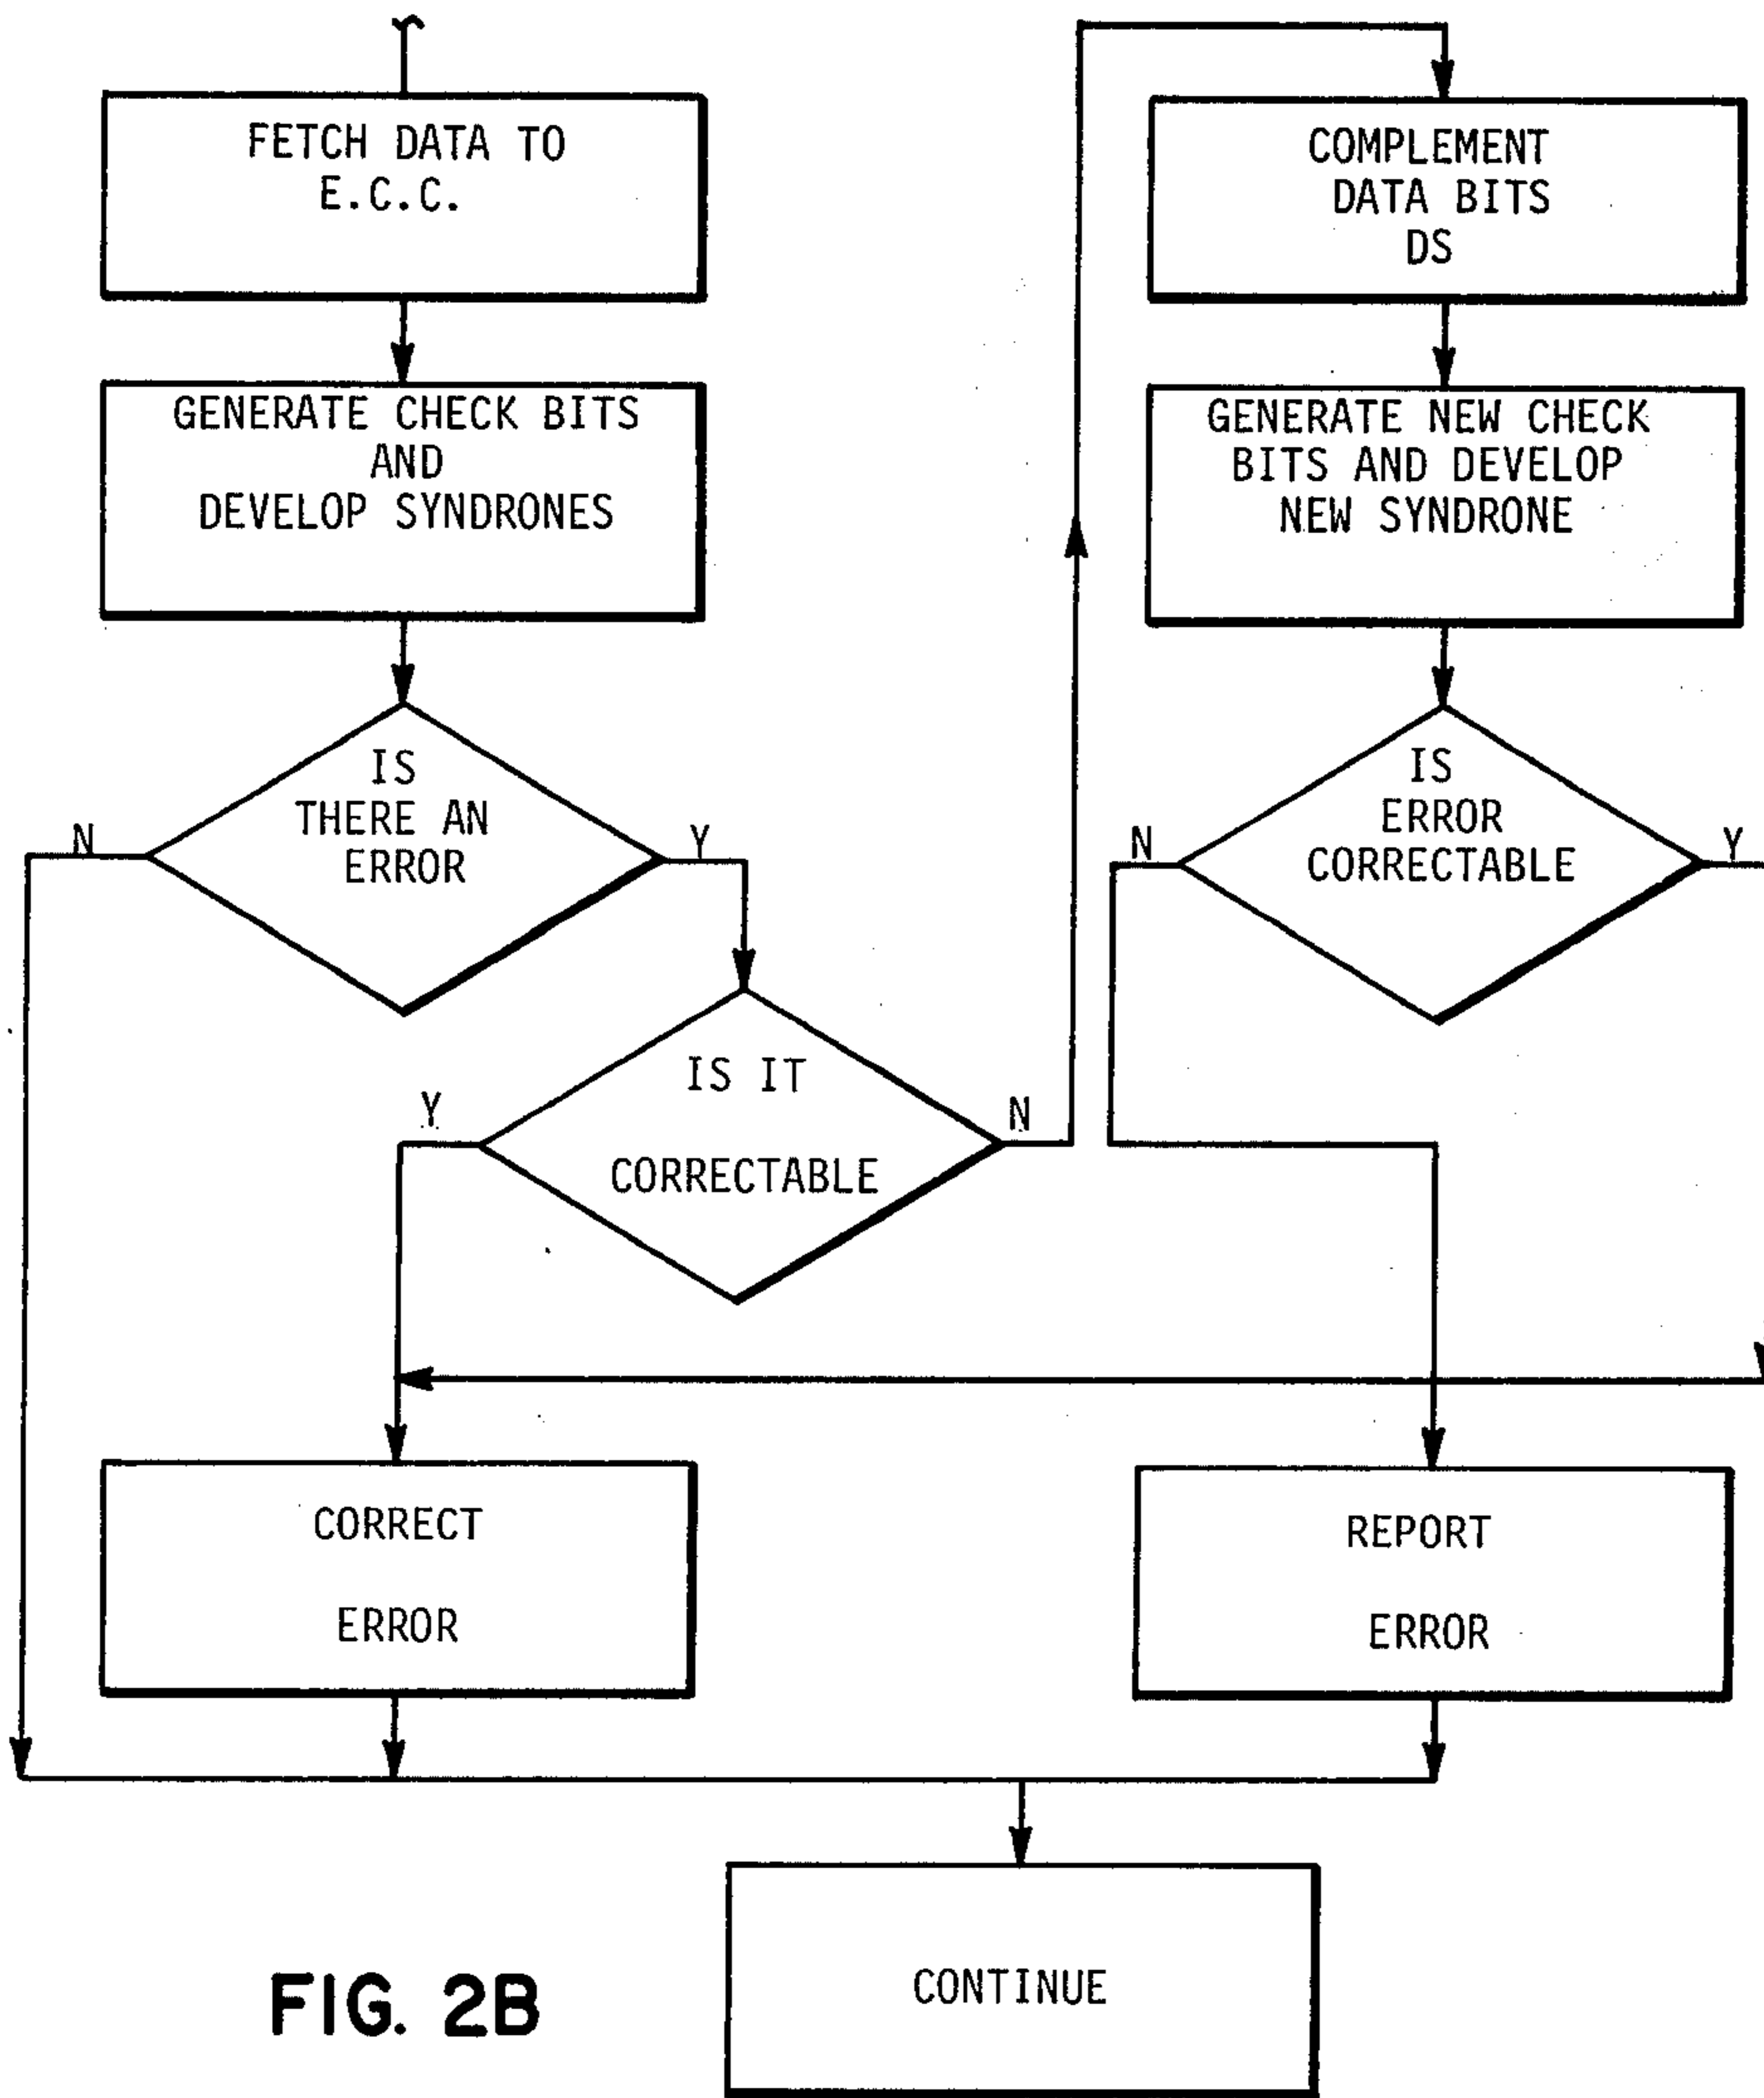 FETCH DATA TO
E.C.C.
GENERATE CHECK BITS
AND
DEVELOP SYNDRONES
IS
THERE AN
ERROR
N
Y
IS IT
CORRECTABLE
Y
N
COMPLEMENT
DATA BITS
DS
GENERATE NEW CHECK
BITS AND DEVELOP
NEW SYNDRONE
IS
ERROR
CORRECTABLE
N
Y
CORRECT
ERROR
REPORT
ERROR
CONTINUE
FIG. 2B